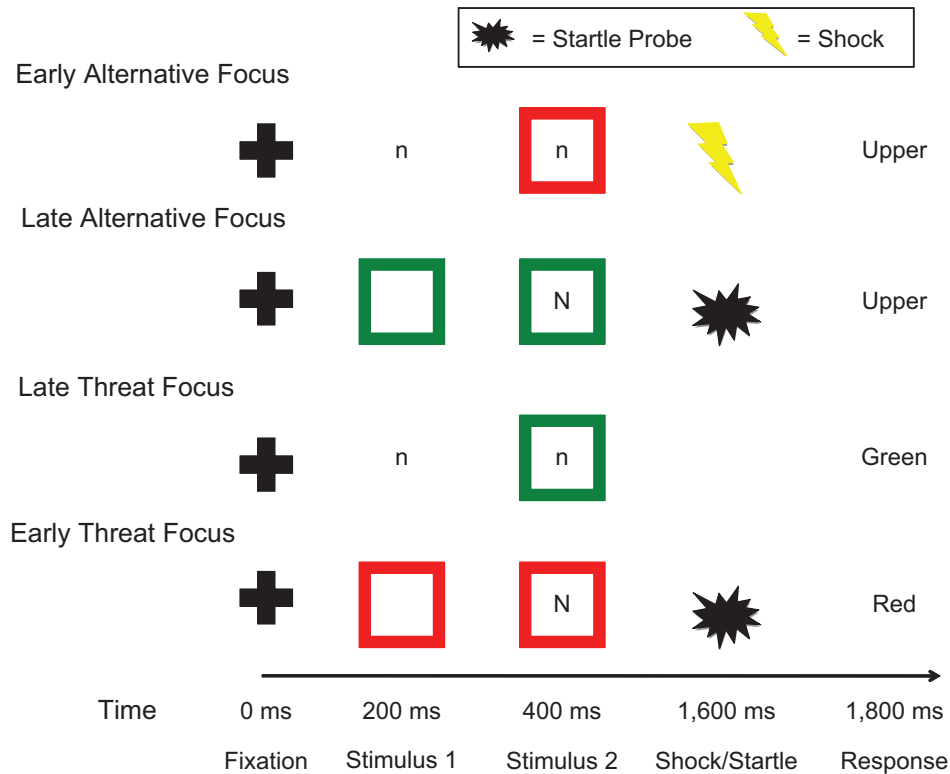 = Startle Probe = Shock
Early Alternative Focus
n n Upper
Late Alternative Focus
N Upper
Late Threat Focus
n n Green
Early Threat Focus
N Red
Time 0 ms 200 ms 400 ms 1,600 ms 1,800 ms
Fixation Stimulus 1 Stimulus 2 Shock/Startle Response